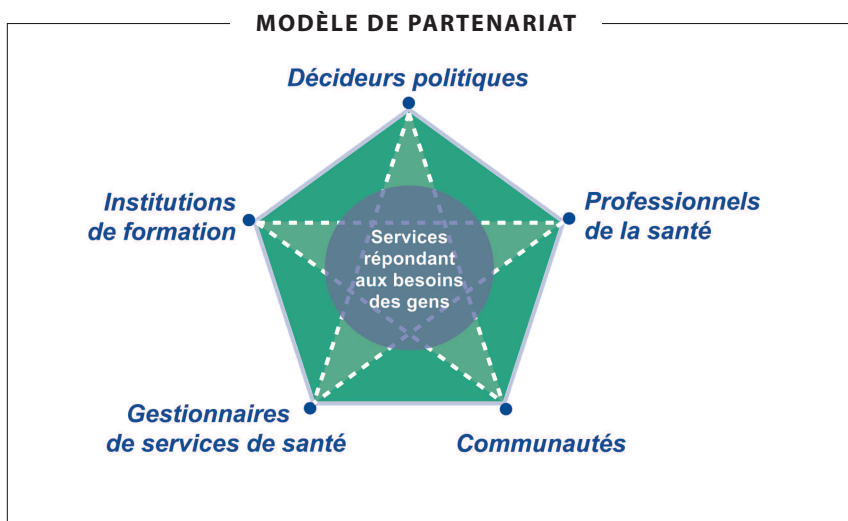 MODÈLE DE PARTENARIAT
Décideurs politiques
Institutions
de formation
Professionnels
de la santé
Services
répondant
aux besoins
des gens
Gestionnaires
de services de santé
Communautés